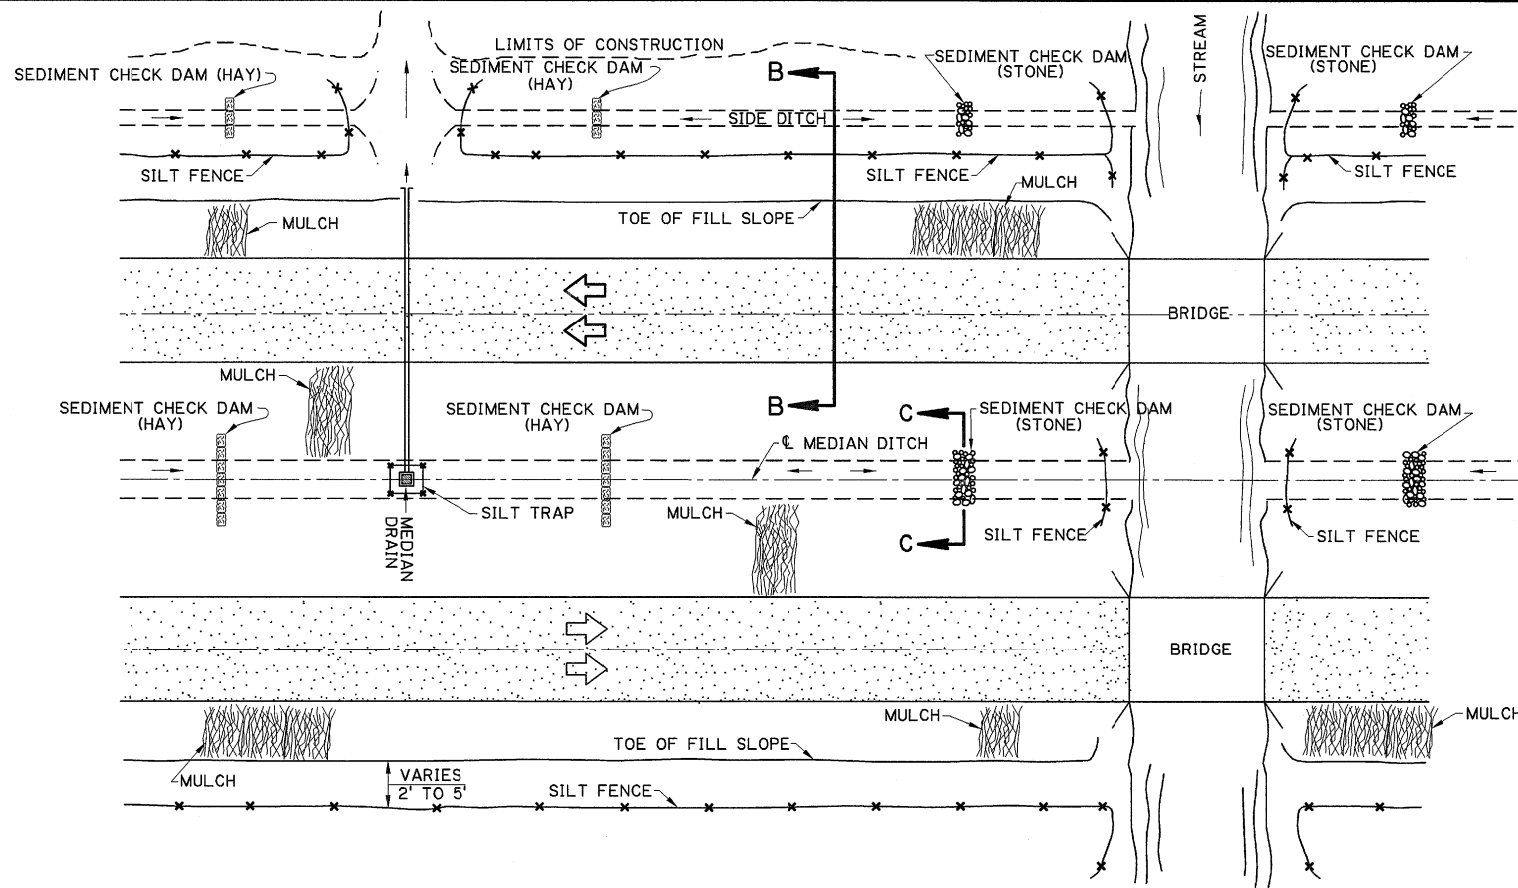 LIMITS OF CONSTRUCTION
SEDIMENT CHECK DAM (HAY)
SEDIMENT CHECK DAM
(HAY)
B
SEDIMENT CHECK DAM
(STONE)
STREAM
SEDIMENT CHECK DAM
(STONE)
SIDE DITCH
SILT FENCE
SILT FENCE
MULCH
SILT FENCE
MULCH
TOE OF FILL SLOPE
BRIDGE
MULCH
SEDIMENT CHECK DAM
(HAY)
SEDIMENT CHECK DAM
(HAY)
B
C
SEDIMENT CHECK DAM
(STONE)
SEDIMENT CHECK DAM
(STONE)
℄ MEDIAN DITCH
SILT TRAP
MULCH
MEDIAN
DRAIN
C
SILT FENCE
SILT FENCE
BRIDGE
MULCH
MULCH
TOE OF FILL SLOPE
MULCH
VARIES
2' TO 5'
SILT FENCE